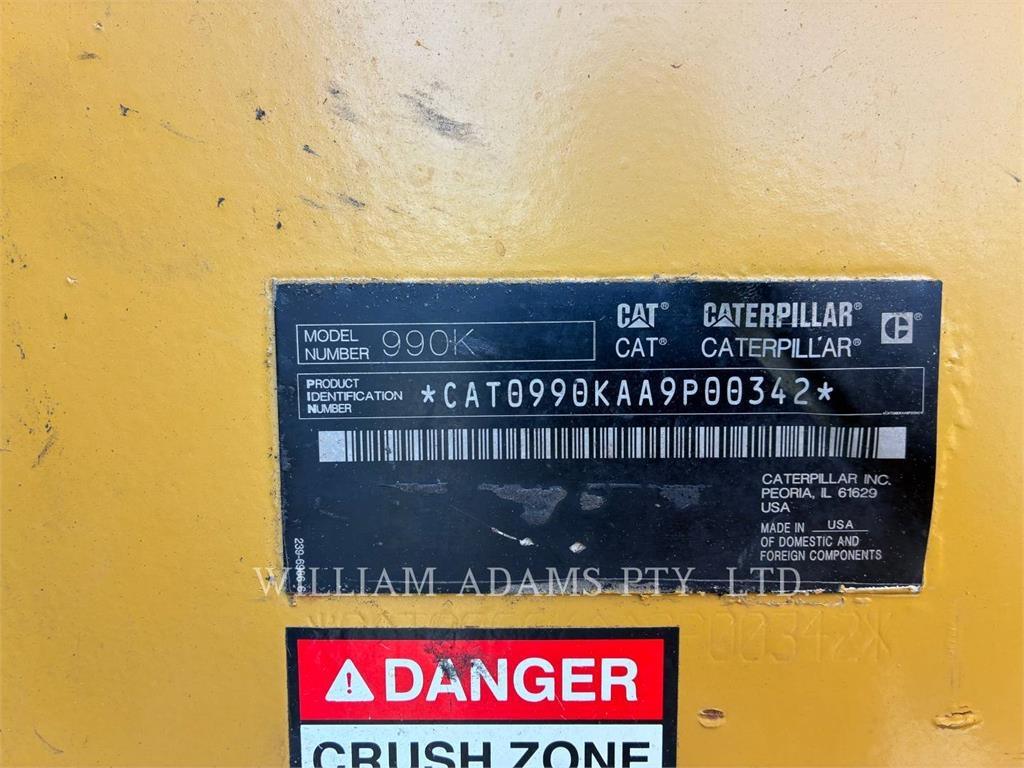 CAT® CATERPILLAR®
CAT® CATERPILLAR®
MODEL NUMBER 990K
PRODUCT IDENTIFICATION NUMBER *CAT0990KAA9P00342*
CATERPILLAR INC.
PEORIA, IL 61629
USA
MADE IN USA
OF DOMESTIC AND
FOREIGN COMPONENTS
WILLIAM ADAMS PTY. LTD.
P00342*
DANGER
CRUSH ZONE